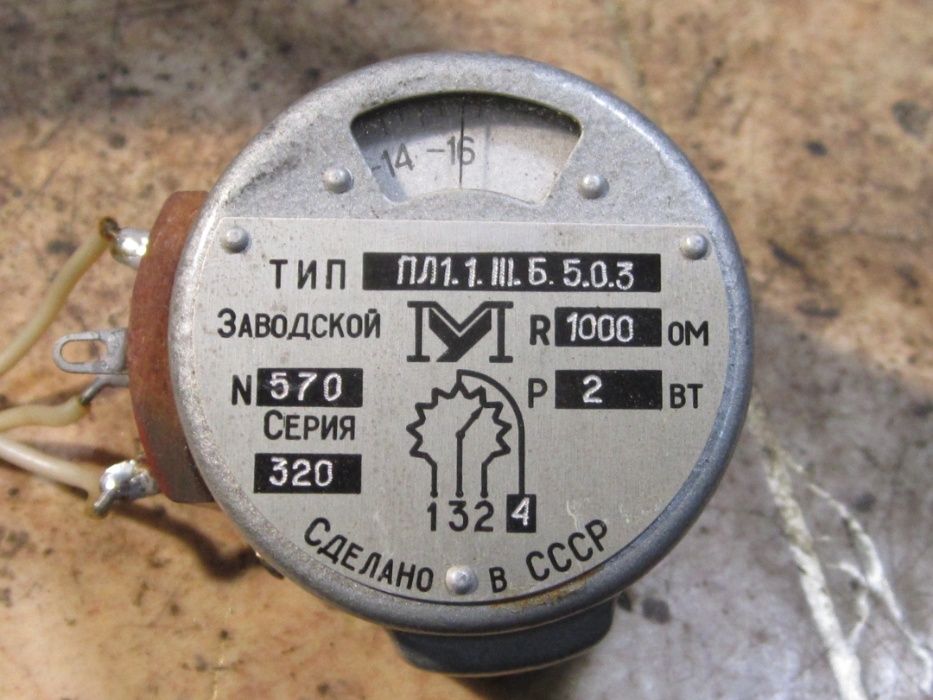 -14 -16
ТИП ПЛ1.1.III.Б.5.0.3
ЗАВОДСКОЙ
R 1000 ОМ
N 570
P 2 ВТ
СЕРИЯ
320
1 3 2 4
СДЕЛАНО В СССР